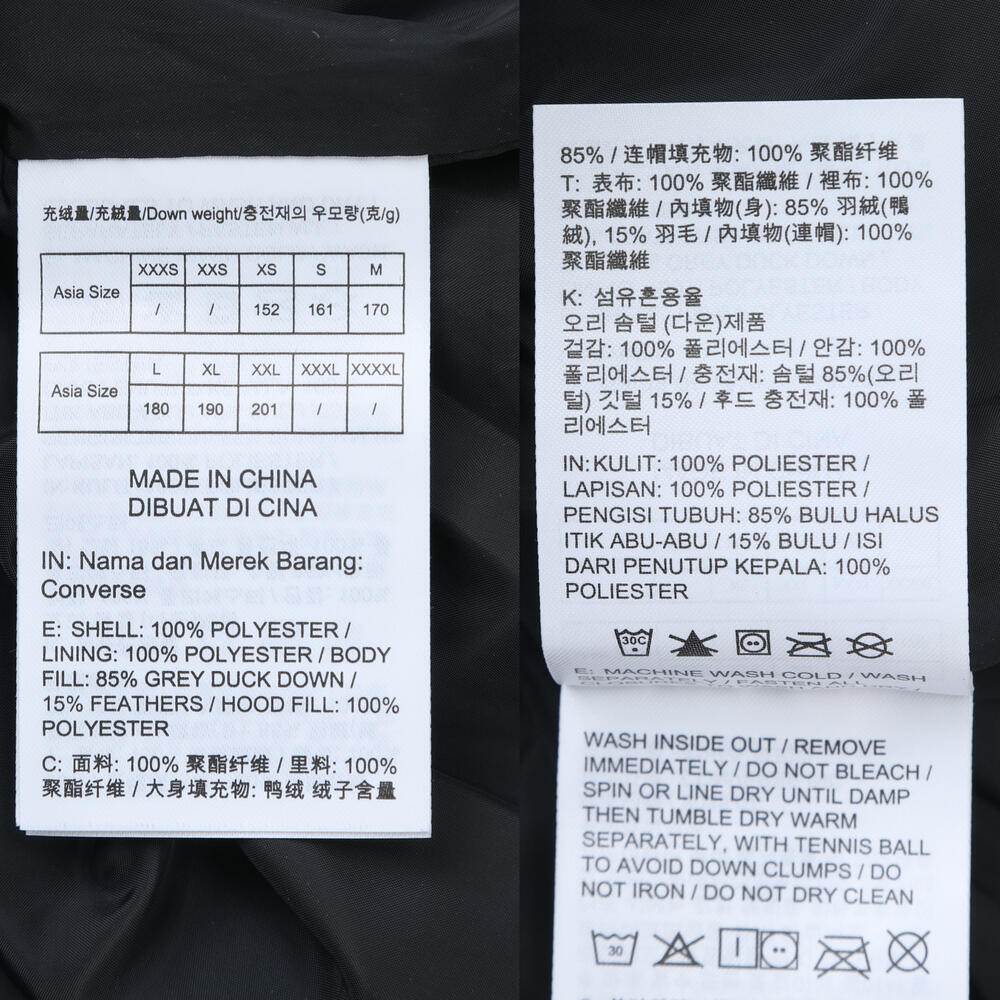 充绒量/充絨量/Down weight/충전재의 우모량(克/g)
Asia Size XXXS XXS XS S M
/ / 152 161 170
Asia Size L XL XXL XXXL XXXXL
180 190 201 / /
MADE IN CHINA
DIBUAT DI CINA
IN: Nama dan Merek Barang:
Converse
E: SHELL: 100% POLYESTER /
LINING: 100% POLYESTER / BODY
FILL: 85% GREY DUCK DOWN /
15% FEATHERS / HOOD FILL: 100%
POLYESTER
C: 面料: 100% 聚酯纤维 / 里料: 100%
聚酯纤维 / 大身填充物: 鸭绒 绒子含量
85% / 连帽填充物: 100% 聚酯纤维
T: 表布: 100% 聚酯纖維 / 裡布: 100%
聚酯纖維 / 內填物(身): 85% 羽絨(鴨
絨), 15% 羽毛 / 內填物(連帽): 100%
聚酯纖維
K: 섬유혼용율
오리 솜털 (다운)제품
겉감: 100% 폴리에스터 / 안감: 100%
폴리에스터 / 충전재: 솜털 85%(오리
털) 깃털 15% / 후드 충전재: 100% 폴
리에스터
IN: KULIT: 100% POLIESTER /
LAPISAN: 100% POLIESTER /
PENGISI TUBUH: 85% BULU HALUS
ITIK ABU-ABU / 15% BULU / ISI
DARI PENUTUP KEPALA: 100%
POLIESTER
30C
E: MACHINE WASH COLD / WASH
SEPARATELY / FASTEN ALL
WASH INSIDE OUT / REMOVE
IMMEDIATELY / DO NOT BLEACH /
SPIN OR LINE DRY UNTIL DAMP
THEN TUMBLE DRY WARM
SEPARATELY, WITH TENNIS BALL
TO AVOID DOWN CLUMPS / DO
NOT IRON / DO NOT DRY CLEAN
30